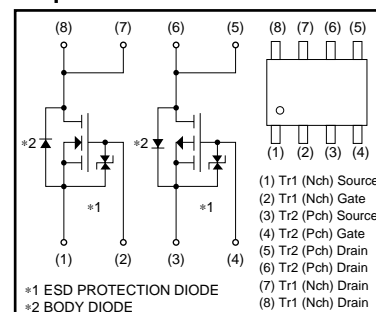 (8) (7) (6) (5)
(8) (7) (6) (5)
∗2
∗2
∗1
∗1
(1) (2) (3) (4)
(1) (2) (3) (4)
(1) Tr1 (Nch) Source
(2) Tr1 (Nch) Gate
(3) Tr2 (Pch) Source
(4) Tr2 (Pch) Gate
(5) Tr2 (Pch) Drain
(6) Tr2 (Pch) Drain
(7) Tr1 (Nch) Drain
(8) Tr1 (Nch) Drain
∗1 ESD PROTECTION DIODE
∗2 BODY DIODE